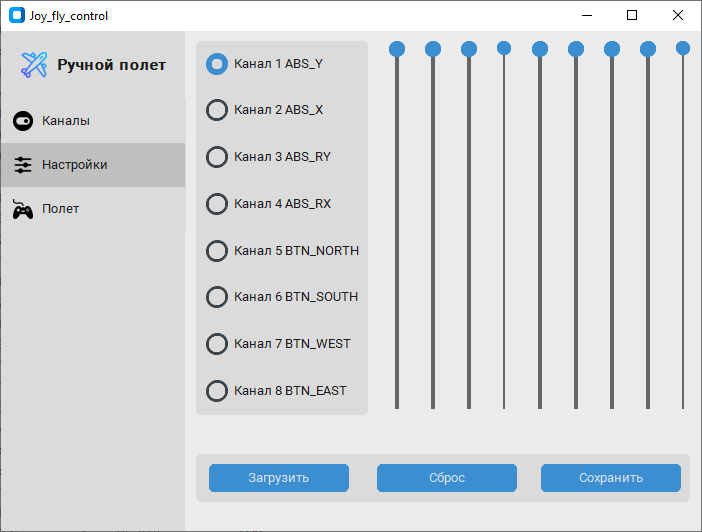 Joy_fly_control
Ручной полет
Каналы
Настройки
Полет
Канал 1 ABS_Y
Канал 2 ABS_X
Канал 3 ABS_RY
Канал 4 ABS_RX
Канал 5 BTN_NORTH
Канал 6 BTN_SOUTH
Канал 7 BTN_WEST
Канал 8 BTN_EAST
Загрузить
Сброс
Сохранить